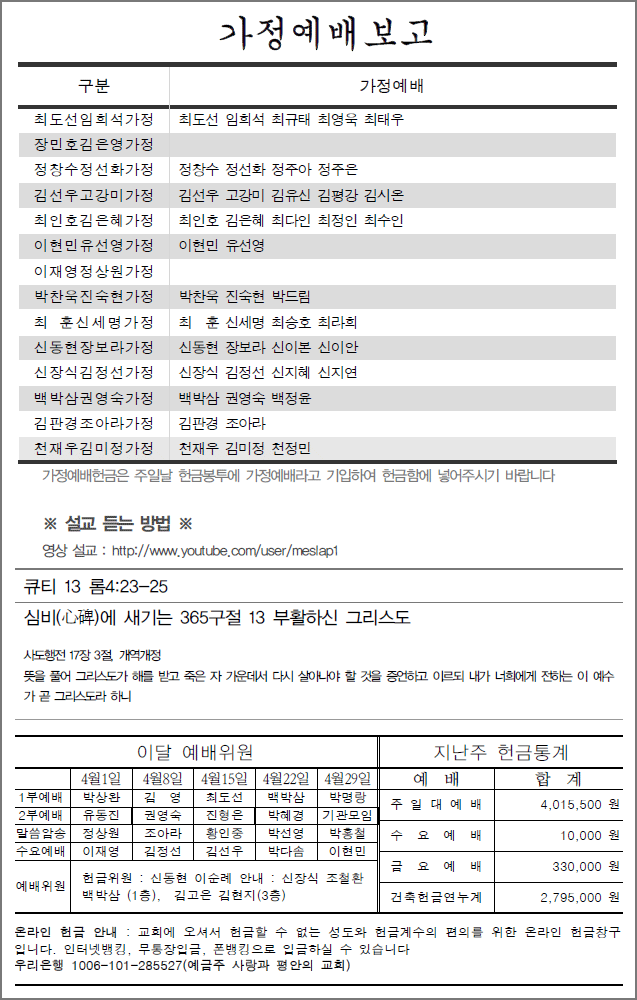 가정예배보고
구분 가정예배
최도선임희석가정 최도선 임희석 최규태 최영욱 최태우
장민호김은영가정
정창수정선화가정 정창수 정선화 정주아 정주은
김선우고강미가정 김선우 고강미 김유신 김평강 김시온
최인호김은혜가정 최인호 김은혜 최다인 최정인 최수인
이현민유선영가정 이현민 유선영
이재영정상원가정
박찬욱진숙현가정 박찬욱 진숙현 박드림
최 훈신세명가정 최 훈 신세명 최승호 최라희
신동현장보라가정 신동현 장보라 신이본 신이안
신장식김정선가정 신장식 김정선 신지혜 신지연
백박삼권영숙가정 백박삼 권영숙 백정윤
김판경조아라가정 김판경 조아라
천재우김미정가정 천재우 김미정 천정민
가정예배헌금은 주일날 헌금봉투에 가정예배라고 기입하여 헌금함에 넣어주시기 바랍니다
※ 설교 듣는 방법 ※
영상 설교 : http://www.youtube.com/user/meslap1
큐티 13 롬4:23-25
심비(心碑)에 새기는 365구절 13 부활하신 그리스도
사도행전 17장 3절, 개역개정
뜻을 풀어 그리스도가 해를 받고 죽은 자 가운데서 다시 살아나야 할 것을 증언하고 이르되 내가 너희에게 전하는 이 예수
가 곧 그리스도라 하니
이달 예배위원
4월1일 4월8일 4월15일 4월22일 4월29일
1부예배 박상완 김 영 최도선 백박삼 박명랑
2부예배 유동진 권영숙 진형은 박혜경 기관모임
말씀암송 정상원 조아라 황인중 박선영 박홍철
수요예배 이재영 김정선 김선우 박다솜 이현민
예배위원 헌금위원 : 신동현 이순례 안내 : 신장식 조철환
백박삼 (1층), 김고은 김현지(3층)
지난주 헌금통계
예 배 합 계
주 일 대 예 배 4,015,500 원
수 요 예 배 10,000 원
금 요 예 배 330,000 원
건축헌금연누계 2,795,000 원
온라인 헌금 안내 : 교회에 오셔서 헌금할 수 없는 성도와 헌금계수의 편의를 위한 온라인 헌금창구
입니다. 인터넷뱅킹, 무통장입금, 폰뱅킹으로 입금하실 수 있습니다
우리은행 1006-101-285527(예금주 사랑과 평안의 교회)